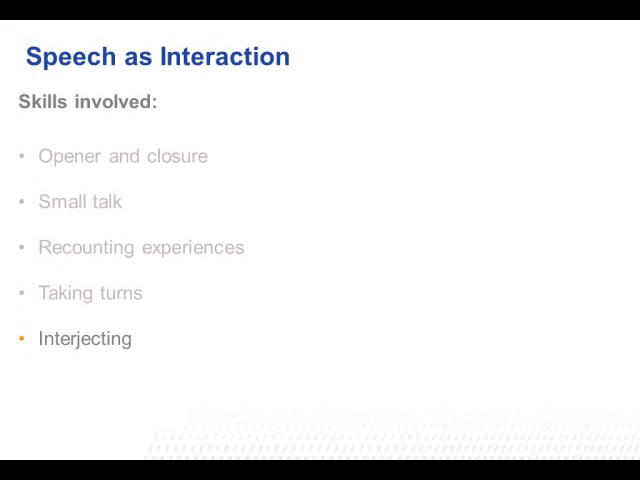 Speech as Interaction
Skills involved:
• Opener and closure
• Small talk
• Recounting experiences
• Taking turns
• Interjecting